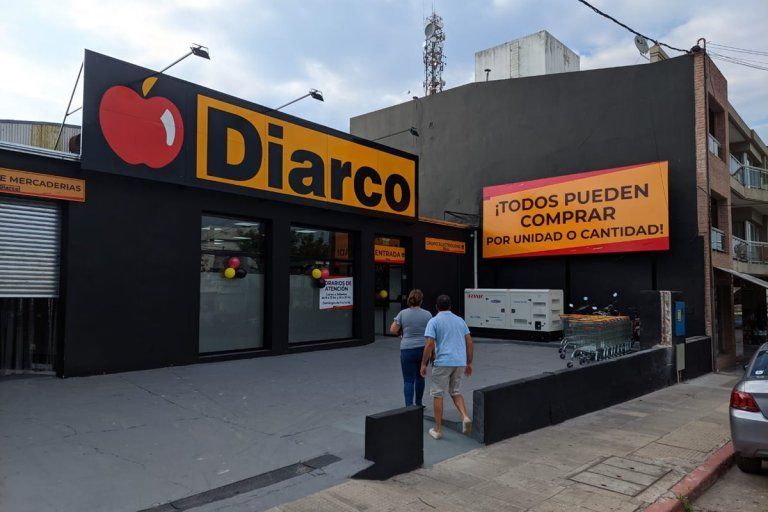 Diarco
E MERCADERIAS
¡TODOS PUEDEN
COMPRAR
POR UNIDAD O CANTIDAD!
ENTRADA
HORARIOS DE
ATENCIÓN